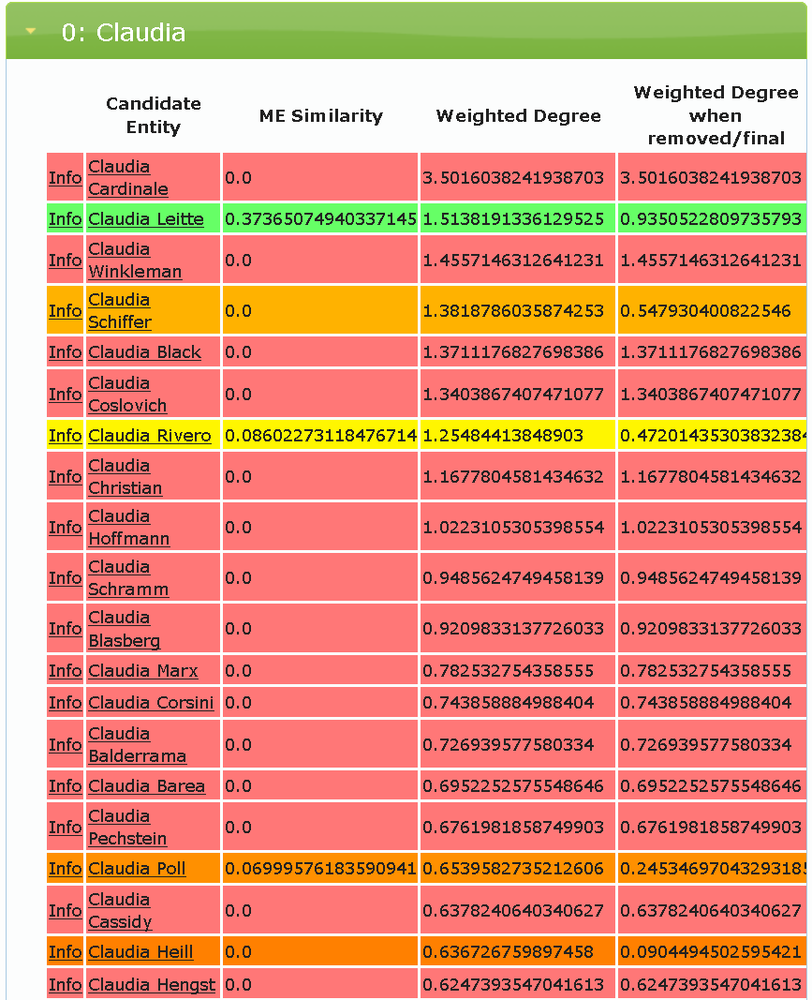 0: Claudia
Candidate Entity ME Similarity Weighted Degree Weighted Degree when removed/final
Info Claudia Cardinale 0.0 3.5016038241938703 3.5016038241938703
Info Claudia Leitte 0.37365074940337145 1.5138191336129525 0.9350522809735793
Info Claudia Winkleman 0.0 1.4557146312641231 1.4557146312641231
Info Claudia Schiffer 0.0 1.3818786035874253 0.547930400822546
Info Claudia Black 0.0 1.3711176827698386 1.3711176827698386
Info Claudia Coslovich 0.0 1.3403867407471077 1.3403867407471077
Info Claudia Rivero 0.08602273118476714 1.25484413848903 0.47201435303832384
Info Claudia Christian 0.0 1.1677804581434632 1.1677804581434632
Info Claudia Hoffmann 0.0 1.0223105305398554 1.0223105305398554
Info Claudia Schramm 0.0 0.9485624749458139 0.9485624749458139
Info Claudia Blasberg 0.0 0.9209833137726033 0.9209833137726033
Info Claudia Marx 0.0 0.782532754358555 0.782532754358555
Info Claudia Corsini 0.0 0.743858884988404 0.743858884988404
Info Claudia Balderrama 0.0 0.726939577580334 0.726939577580334
Info Claudia Barea 0.0 0.6952252575548646 0.6952252575548646
Info Claudia Pechstein 0.0 0.6761981858749903 0.6761981858749903
Info Claudia Poll 0.06999576183590941 0.6539582735212606 0.24534697043293185
Info Claudia Cassidy 0.0 0.6378240640340627 0.6378240640340627
Info Claudia Heill 0.0 0.636726759897458 0.0904494502595421
Info Claudia Hengst 0.0 0.6247393547041613 0.6247393547041613